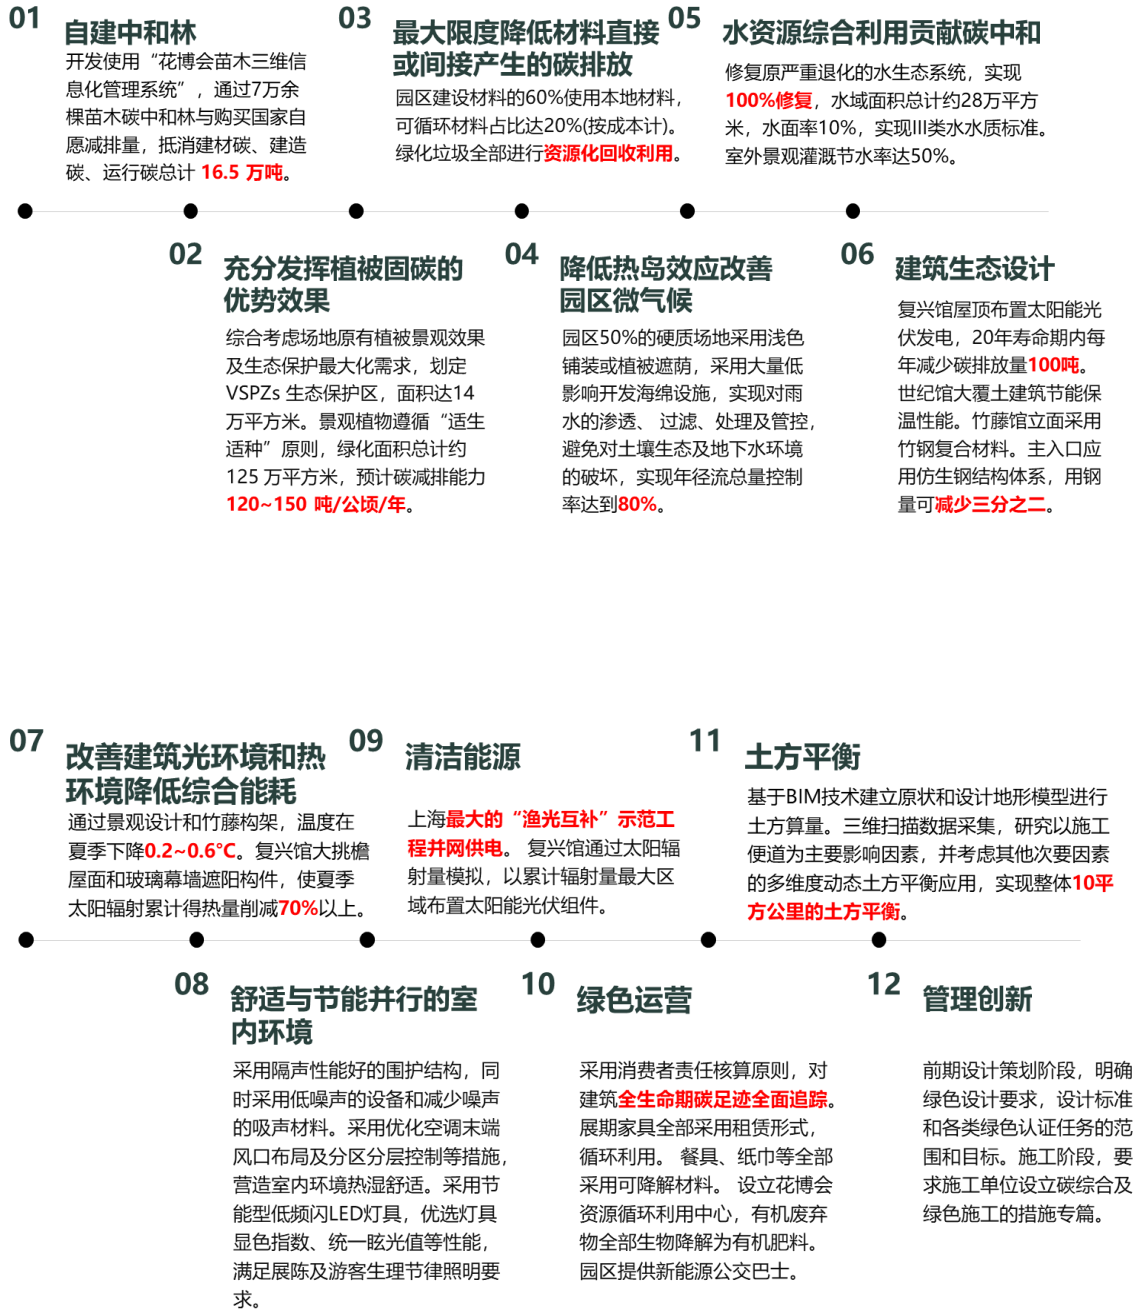 01
自建中和林
开发使用“花博会苗木三维信
息化管理系统”，通过7万余
棵苗木碳中和林与购买国家自
愿减排量，抵消建材碳、建造
碳、运行碳总计 16.5 万吨。
03
最大限度降低材料直接
或间接产生的碳排放
园区建设材料的60%使用本地材料，
可循环材料占比达20%(按成本计)。
绿化垃圾全部进行资源化回收利用。
05
水资源综合利用贡献碳中和
修复原严重退化的水生态系统，实现
100%修复，水域面积总计约28万平方
米，水面率10%，实现III类水水质标准。
室外景观灌溉节水率达50%。
02
充分发挥植被固碳的
优势效果
综合考虑场地原有植被景观效果
及生态保护最大化需求，划定
VSPZs 生态保护区，面积达14
万平方米。景观植物遵循“适生
适种”原则，绿化面积总计约
125 万平方米，预计碳减排能力
120~150 吨/公顷/年。
04
降低热岛效应改善
园区微气候
园区50%的硬质场地采用浅色
铺装或植被遮荫，采用大量低
影响开发海绵设施，实现对雨
水的渗透、 过滤、处理及管控，
避免对土壤生态及地下水环境
的破坏，实现年径流总量控制
率达到80%。
06
建筑生态设计
复兴馆屋顶布置太阳能光
伏发电，20年寿命期内每
年减少碳排放量100吨。
世纪馆大覆土建筑节能保
温性能。竹藤馆立面采用
竹钢复合材料。主入口应
用仿生钢结构体系，用钢
量可减少三分之二。
07
改善建筑光环境和热
环境降低综合能耗
通过景观设计和竹藤构架，温度在
夏季下降0.2~0.6°C。复兴馆大挑檐
屋面和玻璃幕墙遮阳构件，使夏季
太阳辐射累计得热量削减70%以上。
09
清洁能源
上海最大的“渔光互补”示范工
程并网供电。 复兴馆通过太阳辐
射量模拟，以累计辐射量最大区
域布置太阳能光伏组件。
11
土方平衡
基于BIM技术建立原状和设计地形模型进行
土方算量。三维扫描数据采集，研究以施工
便道为主要影响因素，并考虑其他次要因素
的多维度动态土方平衡应用，实现整体10平
方公里的土方平衡。
08
舒适与节能并行的室
内环境
采用隔声性能好的围护结构，同
时采用低噪声的设备和减少噪声
的吸声材料。采用优化空调末端
风口布局及分区分层控制等措施，
营造室内环境热湿舒适。采用节
能型低频闪LED灯具，优选灯具
显色指数、统一眩光值等性能，
满足展陈及游客生理节律照明要
求。
10
绿色运营
采用消费者责任核算原则，对
建筑全生命期碳足迹全面追踪。
展期家具全部采用租赁形式，
循环利用。 餐具、纸巾等全部
采用可降解材料。 设立花博会
资源循环利用中心，有机废弃
物全部生物降解为有机肥料。
园区提供新能源公交巴士。
12
管理创新
前期设计策划阶段，明确
绿色设计要求，设计标准
和各类绿色认证任务的范
围和目标。施工阶段，要
求施工单位设立碳综合及
绿色施工的措施专篇。